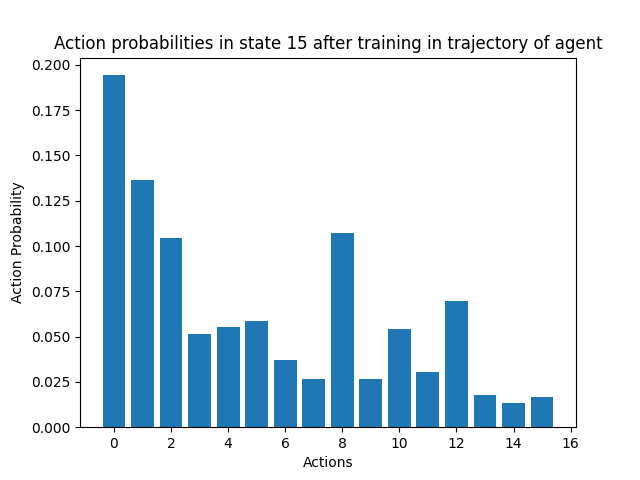 Action probabilities in state 15 after training in trajectory of agent
0.200
0.175
0.150
0.125
0.100
0.075
0.050
0.025
0.000
Action Probability
0 2 4 6 8 10 12 14 16
Actions